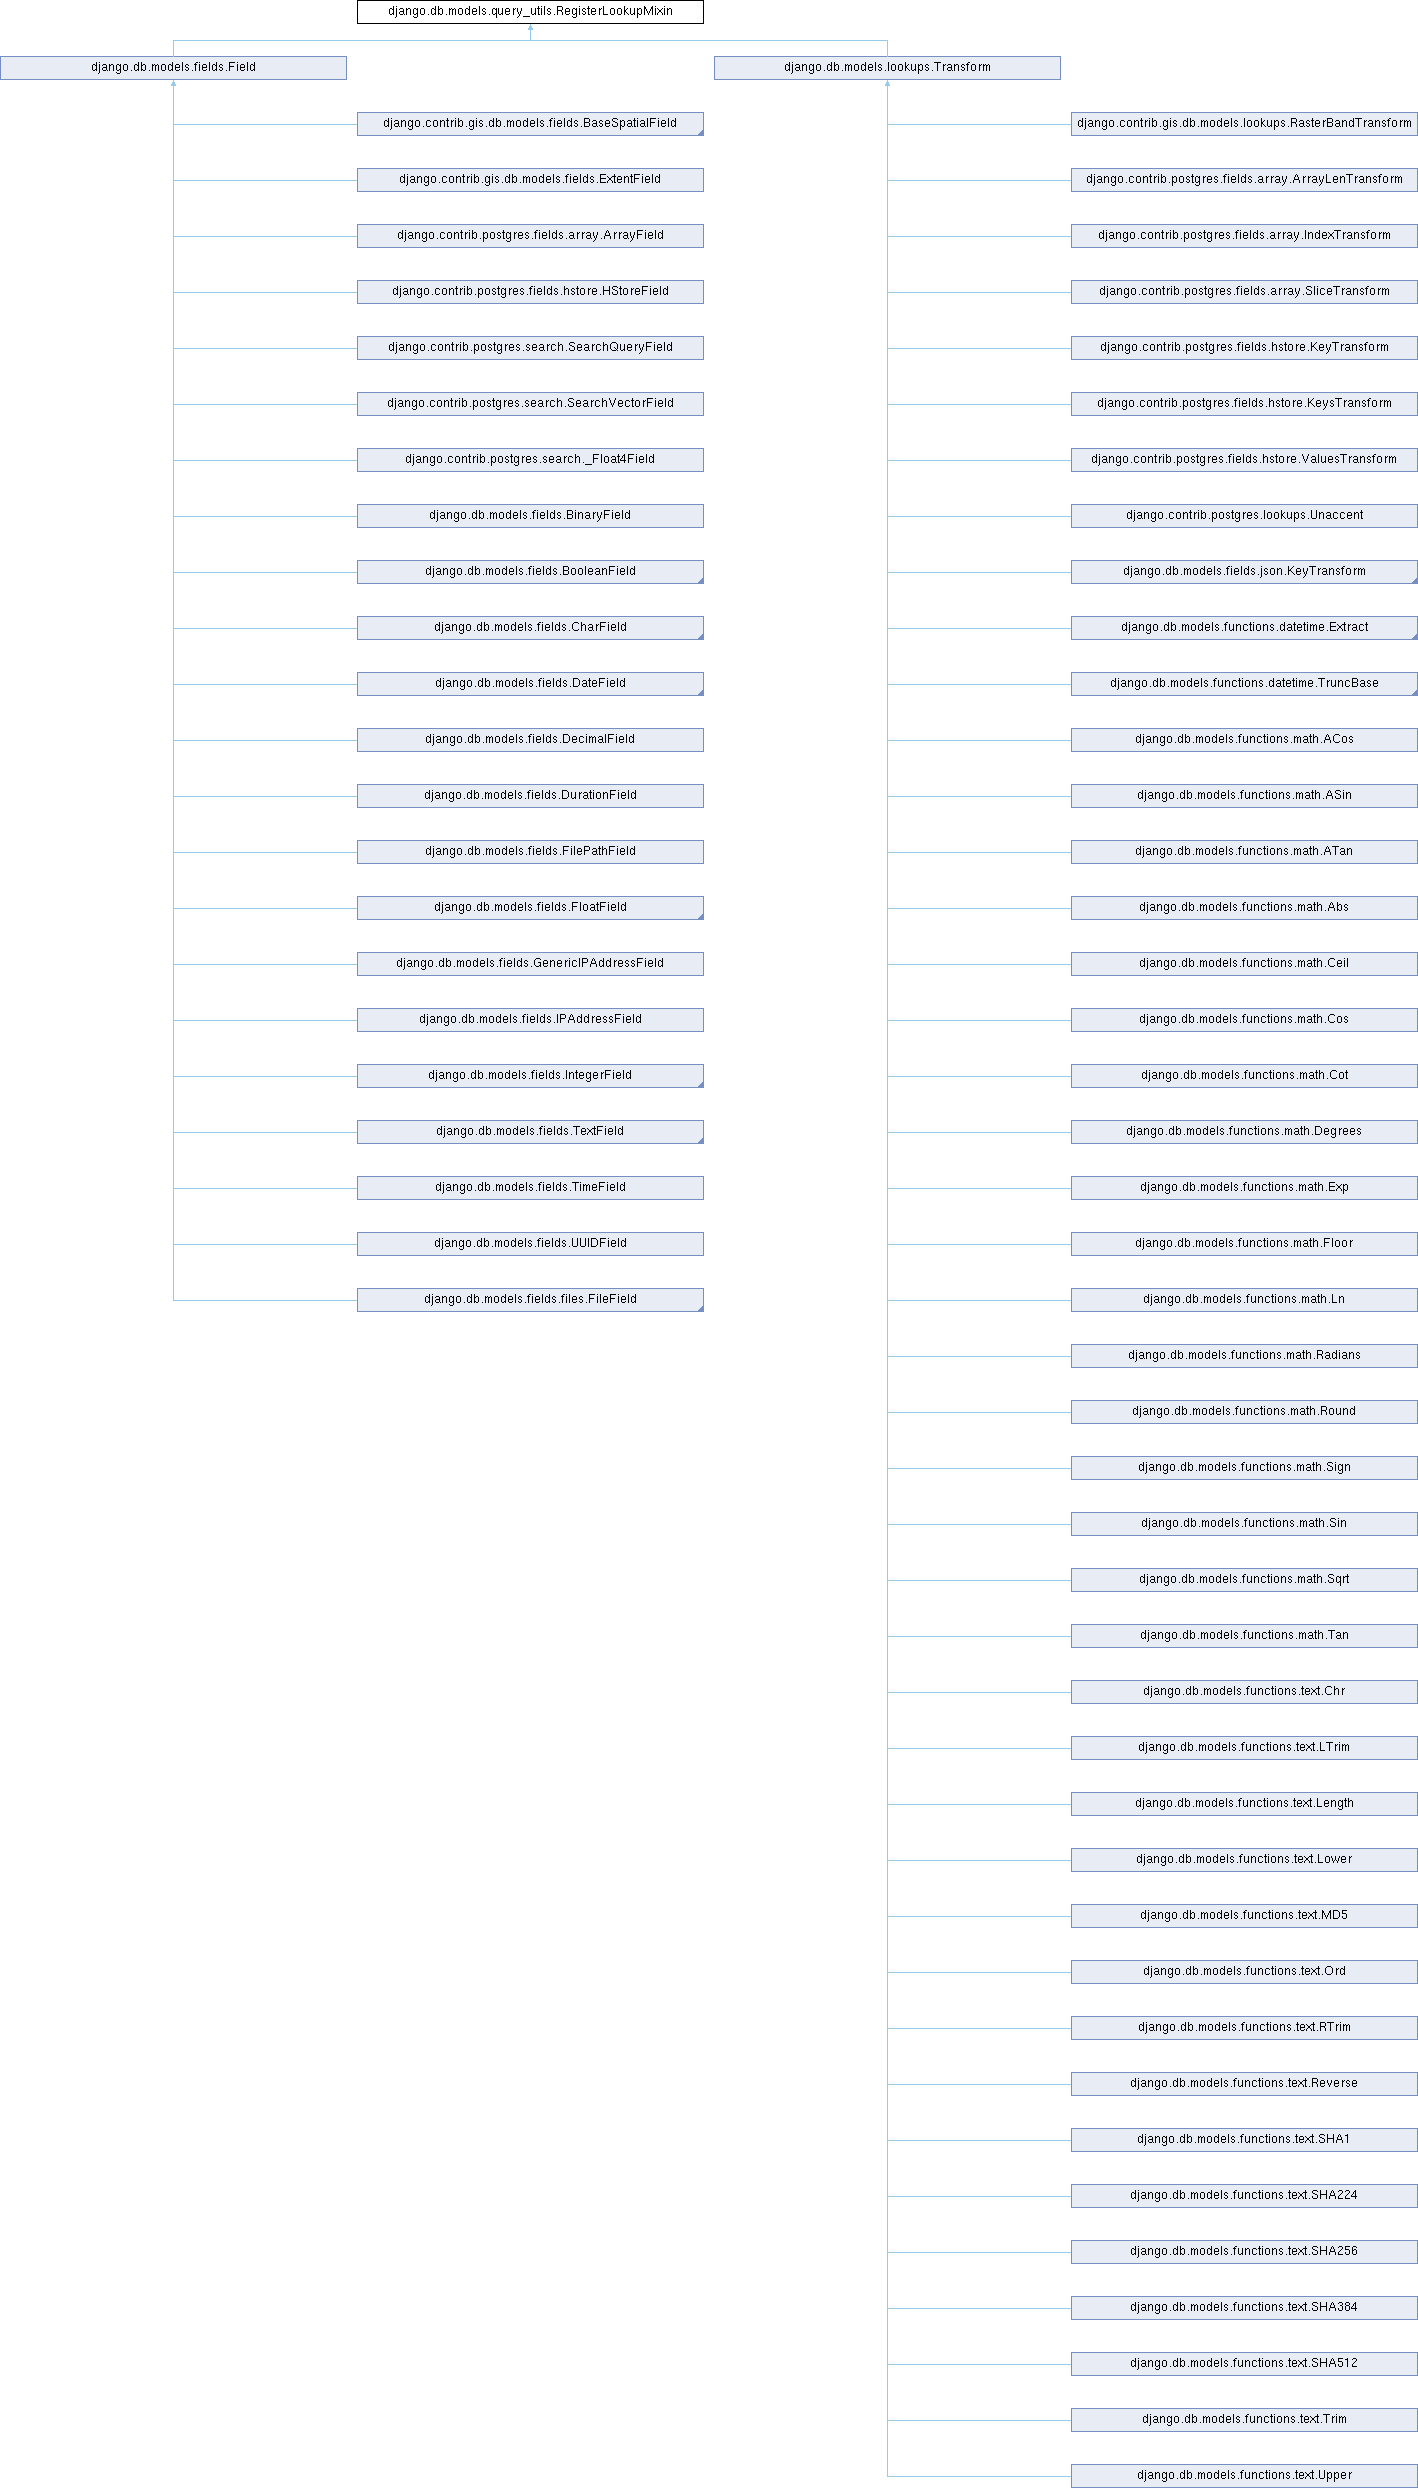 django.db.models.query_utils.RegisterLookupMixin
django.db.models.fields.Field
django.db.models.lookups.Transform
django.contrib.gis.db.models.fields.BaseSpatialField
django.contrib.gis.db.models.lookups.RasterBandTransform
django.contrib.gis.db.models.fields.ExtentField
django.contrib.postgres.fields.array.ArrayLenTransform
django.contrib.postgres.fields.array.ArrayField
django.contrib.postgres.fields.array.IndexTransform
django.contrib.postgres.fields.hstore.HStoreField
django.contrib.postgres.fields.array.SliceTransform
django.contrib.postgres.search.SearchQueryField
django.contrib.postgres.fields.hstore.KeyTransform
django.contrib.postgres.search.SearchVectorField
django.contrib.postgres.fields.hstore.KeysTransform
django.contrib.postgres.search._Float4Field
django.contrib.postgres.fields.hstore.ValuesTransform
django.db.models.fields.BinaryField
django.contrib.postgres.lookups.Unaccent
django.db.models.fields.BooleanField
django.db.models.fields.json.KeyTransform
django.db.models.fields.CharField
django.db.models.functions.datetime.Extract
django.db.models.fields.DateField
django.db.models.functions.datetime.TruncBase
django.db.models.fields.DecimalField
django.db.models.functions.math.ACos
django.db.models.fields.DurationField
django.db.models.functions.math.ASin
django.db.models.fields.FilePathField
django.db.models.functions.math.ATan
django.db.models.fields.FloatField
django.db.models.functions.math.Abs
django.db.models.fields.GenericIPAddressField
django.db.models.functions.math.Ceil
django.db.models.fields.IPAddressField
django.db.models.functions.math.Cos
django.db.models.fields.IntegerField
django.db.models.functions.math.Cot
django.db.models.fields.TextField
django.db.models.functions.math.Degrees
django.db.models.fields.TimeField
django.db.models.functions.math.Exp
django.db.models.fields.UUIDField
django.db.models.functions.math.Floor
django.db.models.fields.files.FileField
django.db.models.functions.math.Ln
django.db.models.functions.math.Radians
django.db.models.functions.math.Round
django.db.models.functions.math.Sign
django.db.models.functions.math.Sin
django.db.models.functions.math.Sqrt
django.db.models.functions.math.Tan
django.db.models.functions.text.Chr
django.db.models.functions.text.LTrim
django.db.models.functions.text.Length
django.db.models.functions.text.Lower
django.db.models.functions.text.MD5
django.db.models.functions.text.Ord
django.db.models.functions.text.RTrim
django.db.models.functions.text.Reverse
django.db.models.functions.text.SHA1
django.db.models.functions.text.SHA224
django.db.models.functions.text.SHA256
django.db.models.functions.text.SHA384
django.db.models.functions.text.SHA512
django.db.models.functions.text.Trim
django.db.models.functions.text.Upper